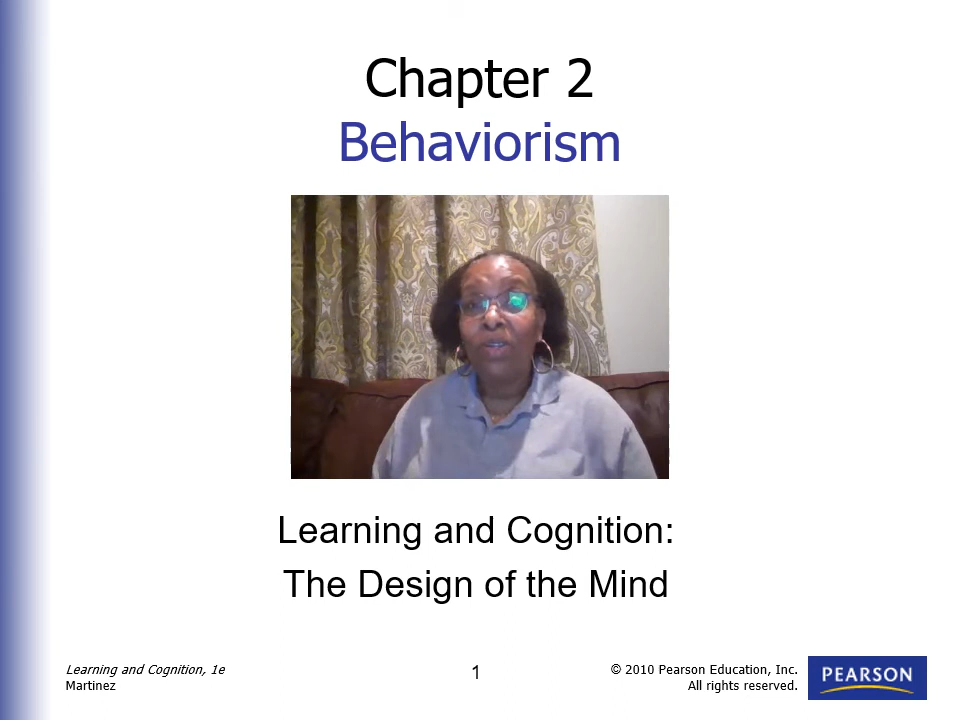 Chapter 2
Behaviorism
Learning and Cognition:
The Design of the Mind
Learning and Cognition, 1e
Martinez
1
© 2010 Pearson Education, Inc.
All rights reserved.
PEARSON